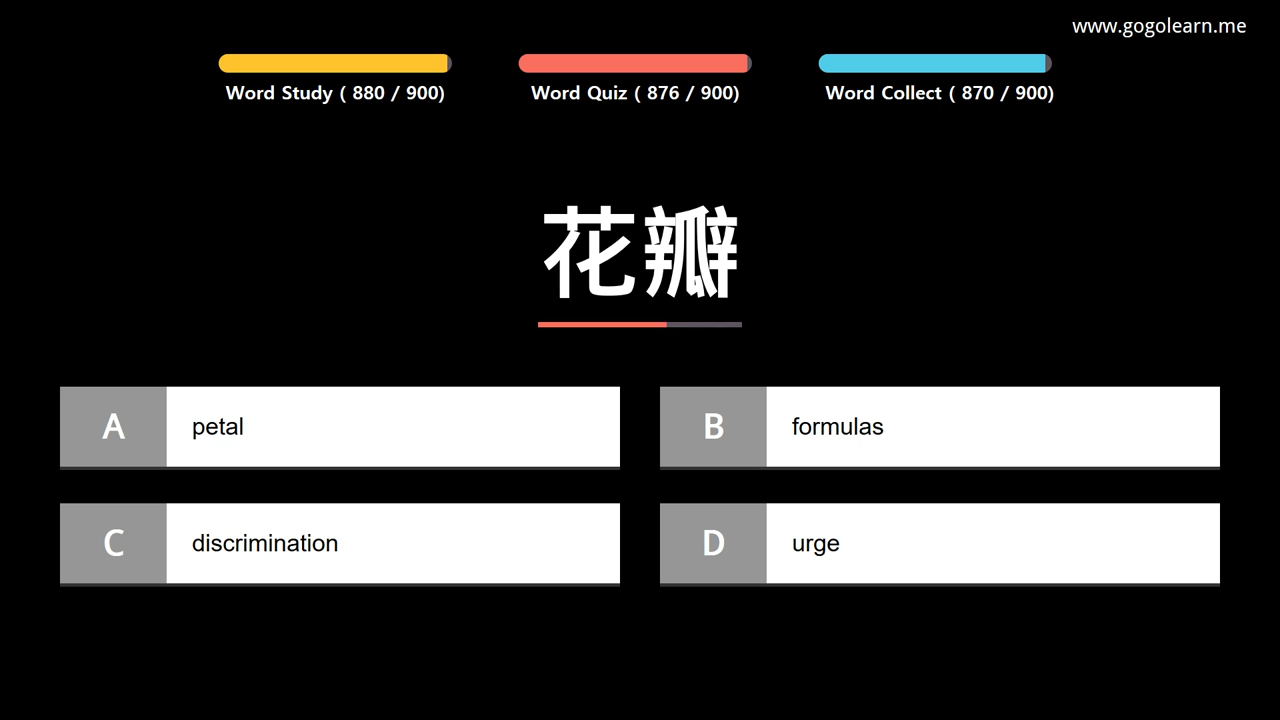 www.gogolearn.me
Word Study ( 880 / 900)
Word Quiz ( 876 / 900)
Word Collect ( 870 / 900)
花瓣
A petal
B formulas
C discrimination
D urge